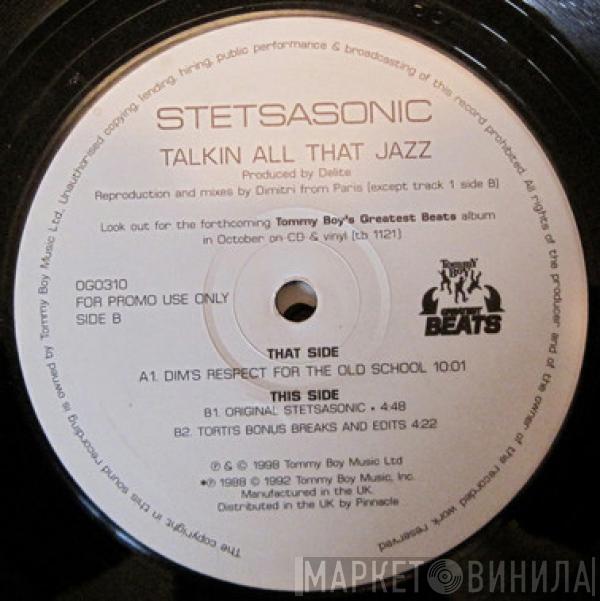 Unauthorised copying, lending, hiring, public performance & broadcasting of this record prohibited. All rights of the producer and of the owner of the recorded work reserved
The copyright in this sound recording is owned by Tommy Boy Music Ltd.
STETSASONIC
TALKIN ALL THAT JAZZ
Produced by Delite
Reproduction and mixes by Dimitri from Paris (except track 1 side B)
Look out for the forthcoming Tommy Boy's Greatest Beats album
in October on CD & vinyl (tb 1121)
OGO310
FOR PROMO USE ONLY
SIDE B
TOMMY BOY
GREATEST
BEATS
THAT SIDE
A1. DIM'S RESPECT FOR THE OLD SCHOOL 10:01
THIS SIDE
B1. ORIGINAL STETSASONIC • 4:48
B2. TORTI'S BONUS BREAKS AND EDITS 4:22
℗ & © 1998 Tommy Boy Music Ltd
•℗ 1988 © 1992 Tommy Boy Music, Inc.
Manufactured in the UK.
Distributed in the UK by Pinnacle
МАРКЕТ ВИНИЛА